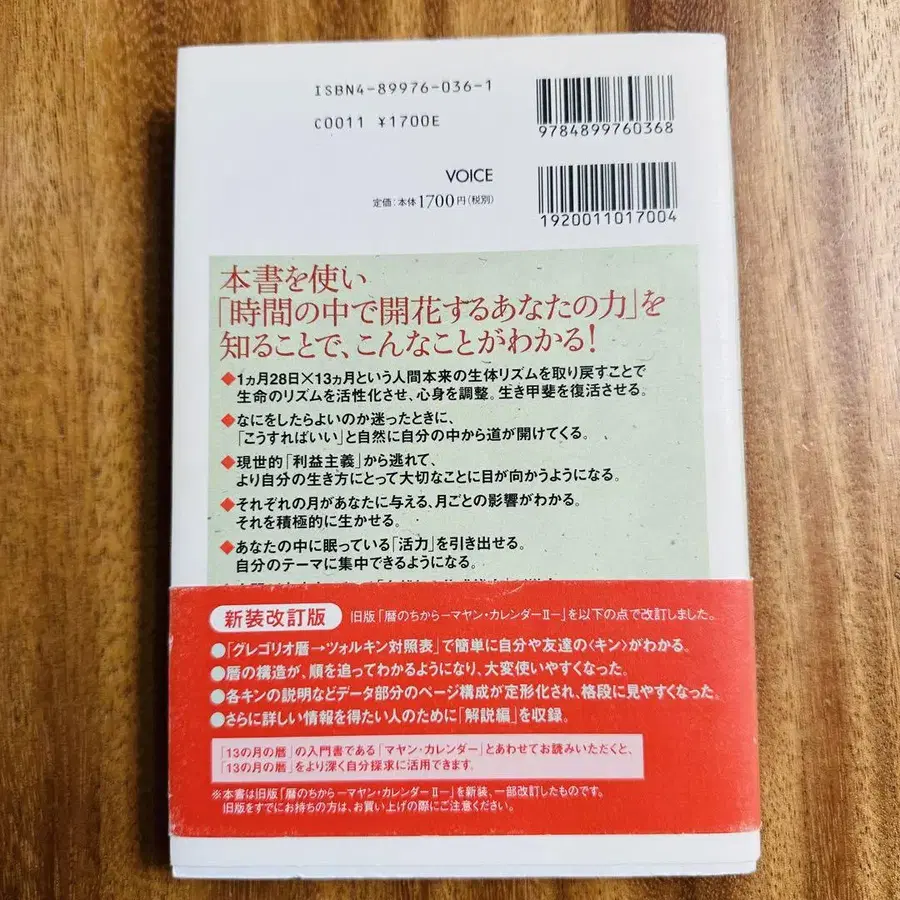 ISBN4-89976-036-1
C0011 ¥1700E
9784899760368
VOICE
定価:本体1700円(税別)
1920011017004
本書を使い
「時間の中で開花するあなたの力」を
知ることで、こんなことがわかる!
◆1ヵ月28日×13ヵ月という人間本来の生体リズムを取り戻すことで
生命のリズムを活性化させ、心身を調整。生き甲斐を復活させる。
◆なにをしたらよいのか迷ったときに、
「こうすればいい」と自然に自分の中から道が開けてくる。
◆現世的「利益主義」から逃れて、
より自分の生き方にとって大切なことに目が向かうようになる。
◆それぞれの月があなたに与える、月ごとの影響がわかる。
それを積極的に生かせる。
◆あなたの中に眠っている「活力」を引き出せる。
自分のテーマに集中できるようになる。
新装改訂版 旧版「暦のちから―マヤン・カレンダーⅡ―」を以下の点で改訂しました。
●「グレゴリオ暦→ツォルキン対照表」で簡単に自分や友達の〈キン〉がわかる。
●暦の構造が、順を追ってわかるようになり、大変使いやすくなった。
●各キンの説明などデータ部分のページ構成が定形化され、格段に見やすくなった。
●さらに詳しい情報を得たい人のために「解説編」を収録。
「13の月の暦」の入門書である「マヤン・カレンダー」とあわせてお読みいただくと、
「13の月の暦」をより深く自分探求に活用できます。
※本書は旧版「暦のちから―マヤン・カレンダーⅡ―」を新装、一部改訂したものです。
旧版をすでにお持ちの方は、お買い上げの際にご注意ください。